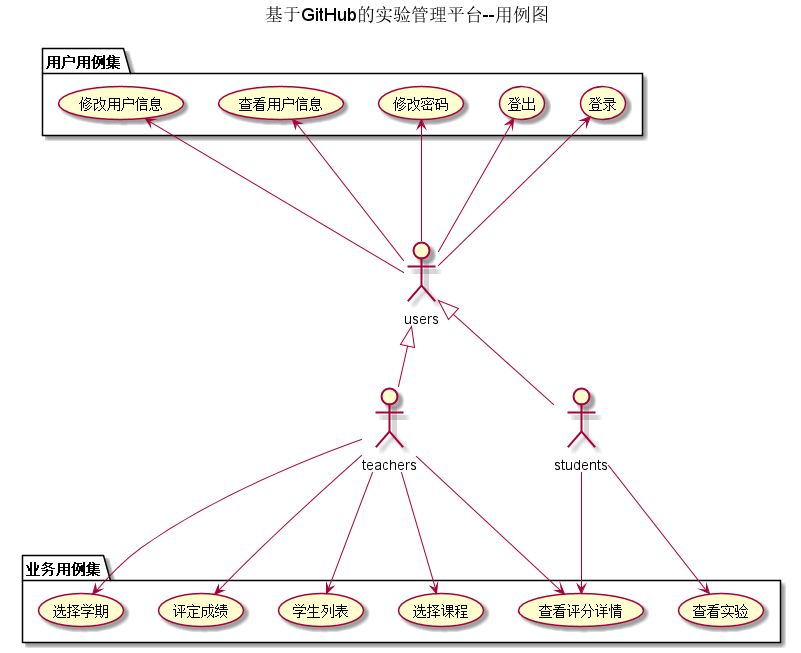 基于GitHub的实验管理平台--用例图
用户用例集
修改用户信息
查看用户信息
修改密码
登出
登录
users
teachers
students
业务用例集
选择学期
评定成绩
学生列表
选择课程
查看评分详情
查看实验